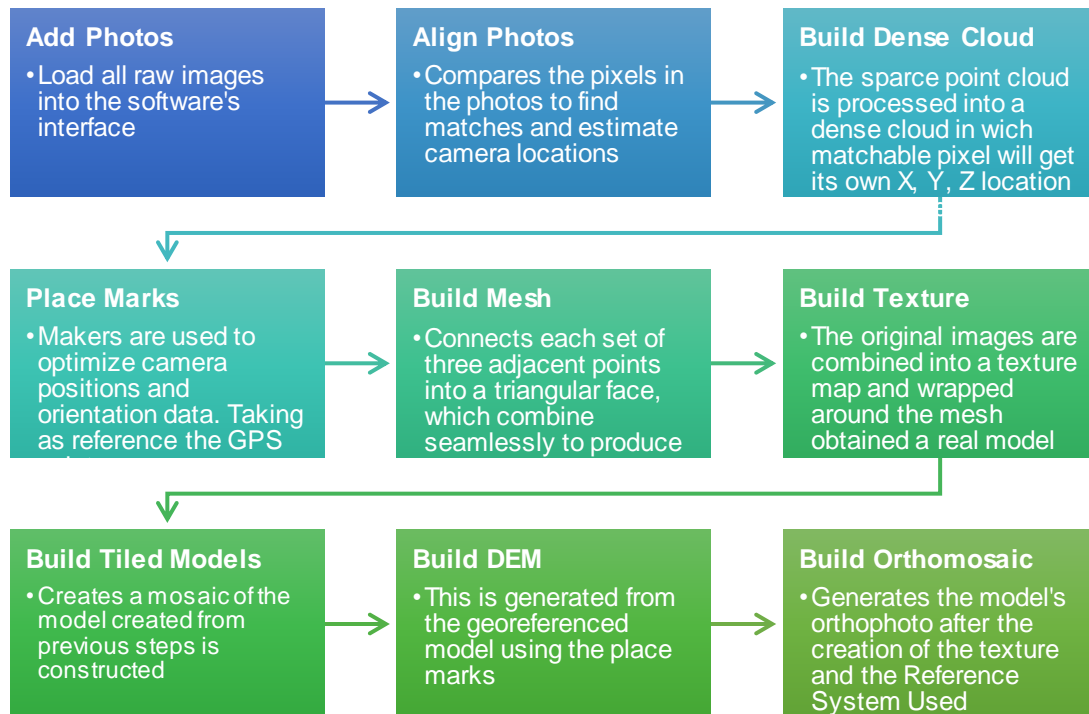 Add Photos
•Load all raw images
into the software's
interface
Align Photos
•Compares the pixels in
the photos to find
matches and estimate
camera locations
Build Dense Cloud
•The sparce point cloud
is processed into a
dense cloud in wich
matchable pixel will get
its own X, Y, Z location
Place Marks
•Makers are used to
optimize camera
positions and
orientation data. Taking
as reference the GPS
Build Mesh
•Connects each set of
three adjacent points
into a triangular face,
which combine
seamlessly to produce
Build Texture
•The original images are
combined into a texture
map and wrapped
around the mesh
obtained a real model
Build Tiled Models
•Creates a mosaic of the
model created from
previous steps is
constructed
Build DEM
•This is generated from
the georeferenced
model using the place
marks
Build Orthomosaic
•Generates the model's
orthophoto after the
creation of the texture
and the Reference
System Used